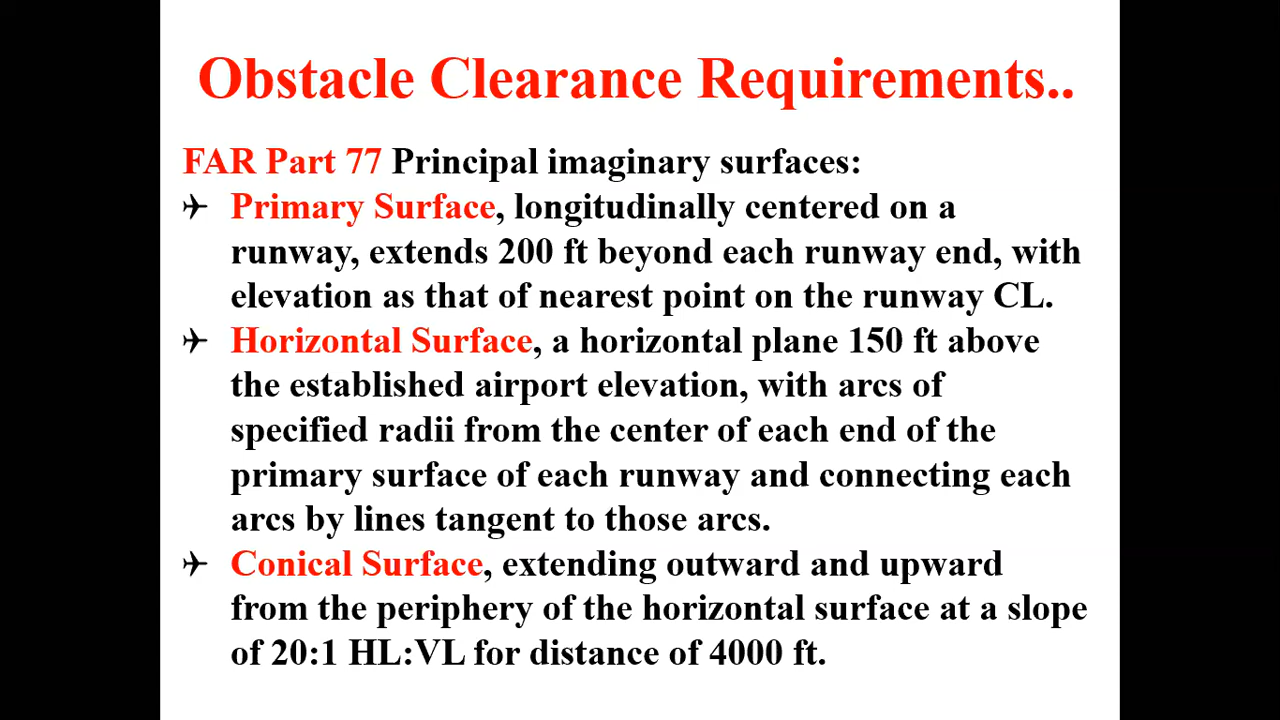 Obstacle Clearance Requirements..
FAR Part 77 Principal imaginary surfaces:
Primary Surface, longitudinally centered on a
runway, extends 200 ft beyond each runway end, with
elevation as that of nearest point on the runway CL.
Horizontal Surface, a horizontal plane 150 ft above
the established airport elevation, with arcs of
specified radii from the center of each end of the
primary surface of each runway and connecting each
arcs by lines tangent to those arcs.
Conical Surface, extending outward and upward
from the periphery of the horizontal surface at a slope
of 20:1 HL:VL for distance of 4000 ft.